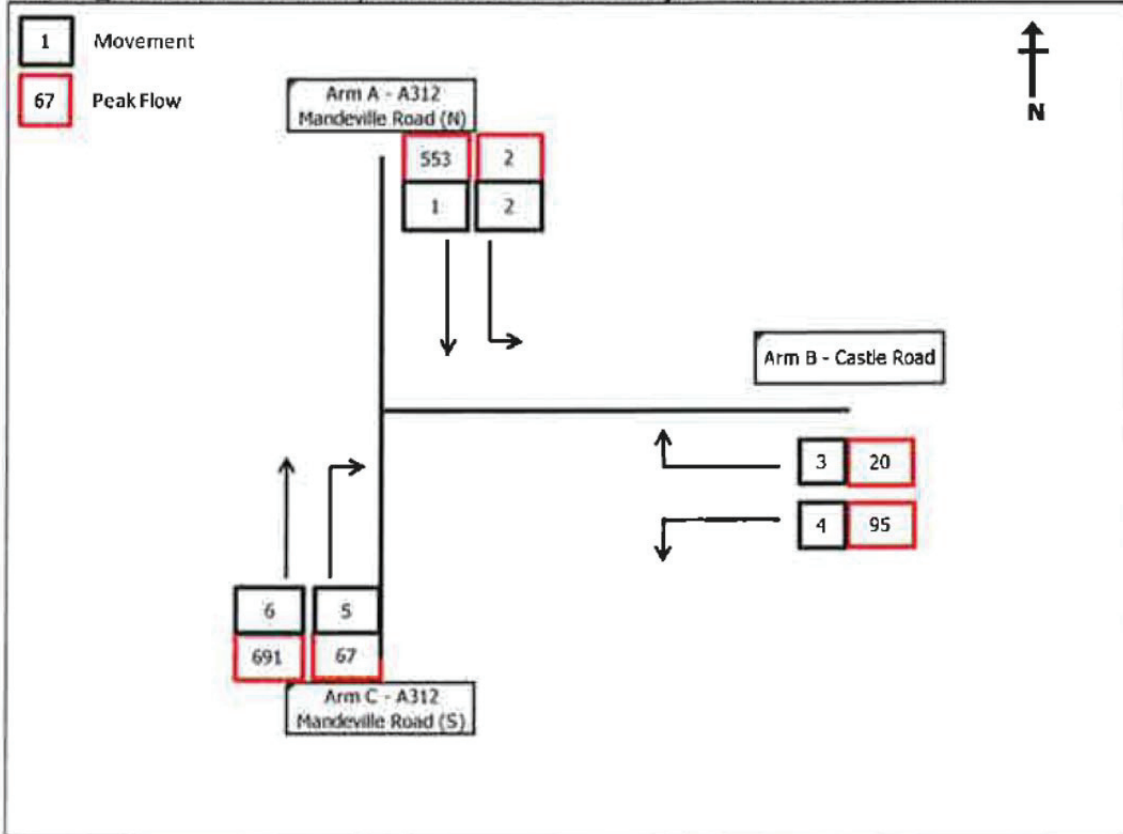 1 Movement
67 Peak Flow
N
Arm A - A312
Mandeville Road (N)
553 2
1 2
Arm B - Castle Road
3 20
4 95
6 5
691 67
Arm C - A312
Mandeville Road (S)